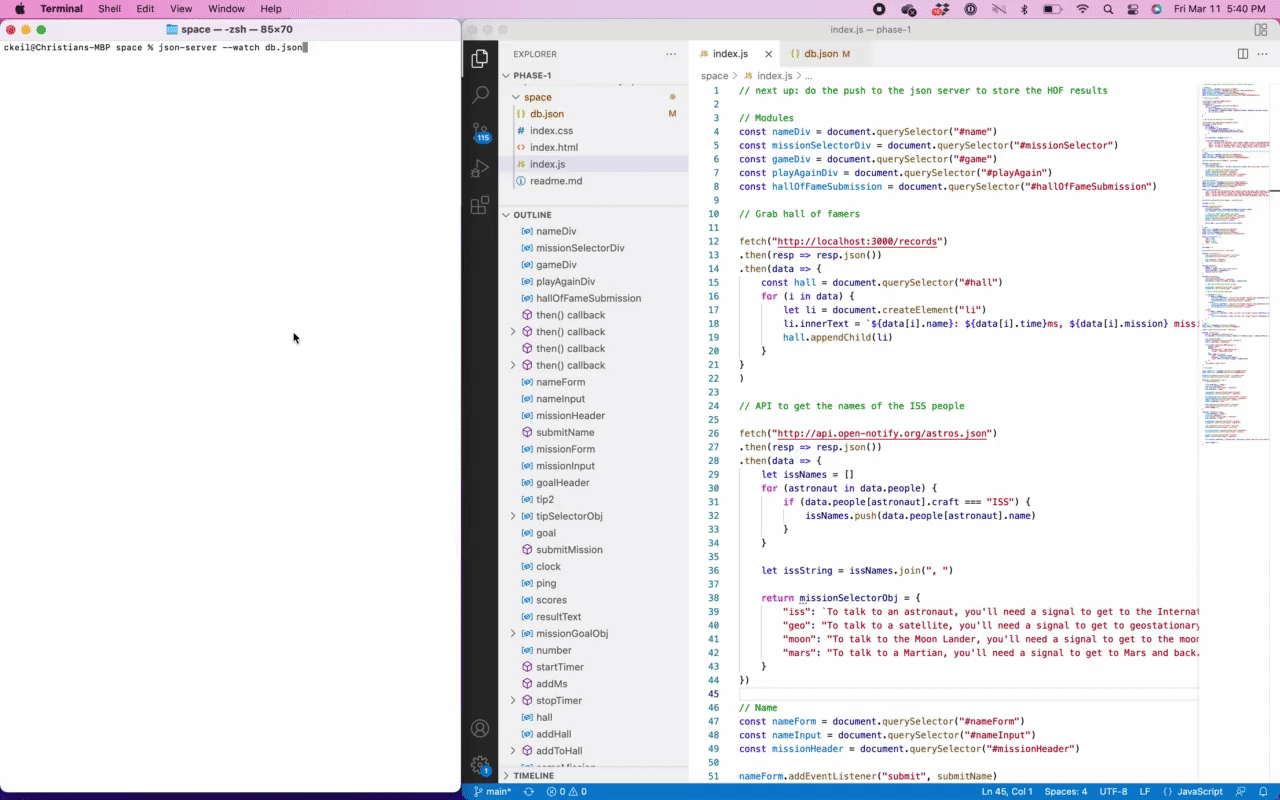 Terminal Shell Edit View Window Help Fri Mar 11 5:40 PM
space — -zsh — 85×70
ckeil@Christians-MBP space % json-server --watch db.json
index.js — phase-1
EXPLORER
PHASE-1
space
db.json M
index.css
index.html
index.js
readme.md
OUTLINE
nameDiv
missionSelectorDiv
gameDiv
playAgainDiv
hallOfFameSubmission
then() callback
then() callback
then() callback
then() callback
nameForm
nameInput
missionHeader
submitName
missionForm
missionInput
goalHeader
tip2
tipSelectorObj
goal
submitMission
clock
ping
scores
resultText
missionGoalObj
number
startTimer
addMs
stopTimer
hall
addHall
addToHall
TIMELINE
115
1
JS index.js {} db.json M
space > JS index.js > ...
1 // next up: do the push to the json server to store the HOF results
2
3 // Modules
4 const nameDiv = document.querySelector("#name")
5 const missionSelectorDiv = document.querySelector("#missionSelector")
6 const gameDiv = document.querySelector("#game")
7 const playAgainDiv = document.querySelector("#playAgain")
8 const hallOfFameSubmission = document.querySelector("#hallOfFameSubmission")
9
10 // Grab hall of famers
11
12 fetch("http://localhost:3000/records")
13 .then(resp => resp.json())
14 .then(data => {
15 const hall = document.querySelector("#hall")
16 for (i in data) {
17 let li = document.createElement("li")
18 li.innerText = `${data[i].name}: ${data[i].time}ms, ${data[i].mission} miss
19 hall.appendChild(li)
20 }
21 }
22 )
23
24 // API to get the names of the ISS people
25
26 fetch("http://api.open-notify.org/astros.json")
27 .then(resp => resp.json())
28 .then(data => {
29 let issNames = []
30 for (astronaut in data.people) {
31 if (data.people[astronaut].craft === "ISS") {
32 issNames.push(data.people[astronaut].name)
33 }
34 }
35
36 let issString = issNames.join(", ")
37
38 return missionSelectorObj = {
39 "iss": `To talk to an astronaut, you'll need a signal to get to the Internat
40 "geo": "To talk to a satellite, you'll need a signal to get to geostationary
41 "moon": "To talk to the Moon Lander, you'll need a signal to get to the moo
42 "mars": "To talk to a Martian, you'll need a signal to get to Mars and back.
43 }
44 })
45
46 // Name
47 const nameForm = document.querySelector("#nameForm")
48 const nameInput = document.querySelector("#nameInput")
49 const missionHeader = document.querySelector("#missionHeader")
50
51 nameForm.addEventListener("submit", submitName)
main* 0 0 Ln 45, Col 1 Spaces: 4 UTF-8 LF {} JavaScript